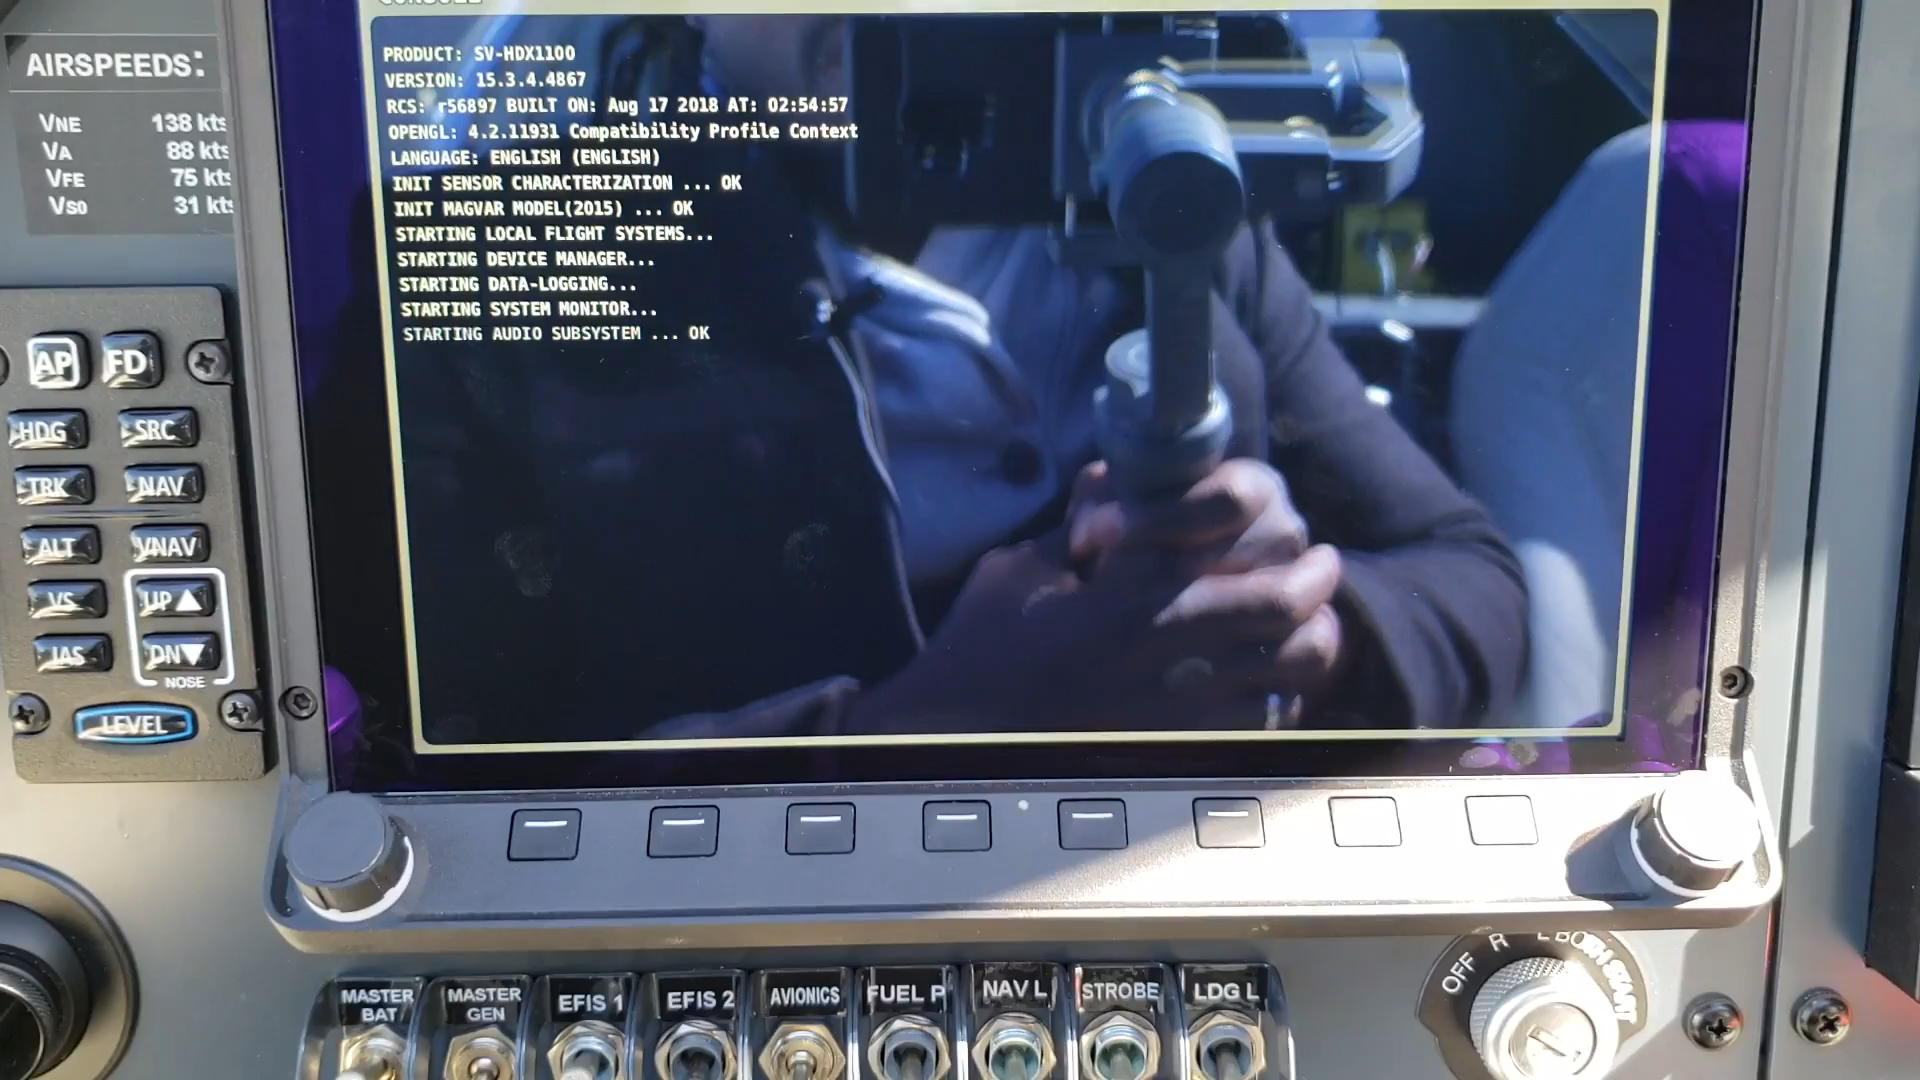 CONSOLE
AIRSPEEDS:
VNE 138 kts
VA 88 kts
VFE 75 kts
VS0 31 kts
PRODUCT: SV-HDX1100
VERSION: 15.3.4.4867
RCS: r56897 BUILT ON: Aug 17 2018 AT: 02:54:57
OPENGL: 4.2.11931 Compatibility Profile Context
LANGUAGE: ENGLISH (ENGLISH)
INIT SENSOR CHARACTERIZATION ... OK
INIT MAGVAR MODEL(2015) ... OK
STARTING LOCAL FLIGHT SYSTEMS...
STARTING DEVICE MANAGER...
STARTING DATA-LOGGING...
STARTING SYSTEM MONITOR...
STARTING AUDIO SUBSYSTEM ... OK
AP FD
HDG SRC
TRK NAV
ALT VNAV
VS UP▲
IAS DN▼
NOSE
LEVEL
MASTER BAT
MASTER GEN
EFIS 1
EFIS 2
AVIONICS
FUEL P
NAV L
STROBE
LDG L
OFF R L BOTH START